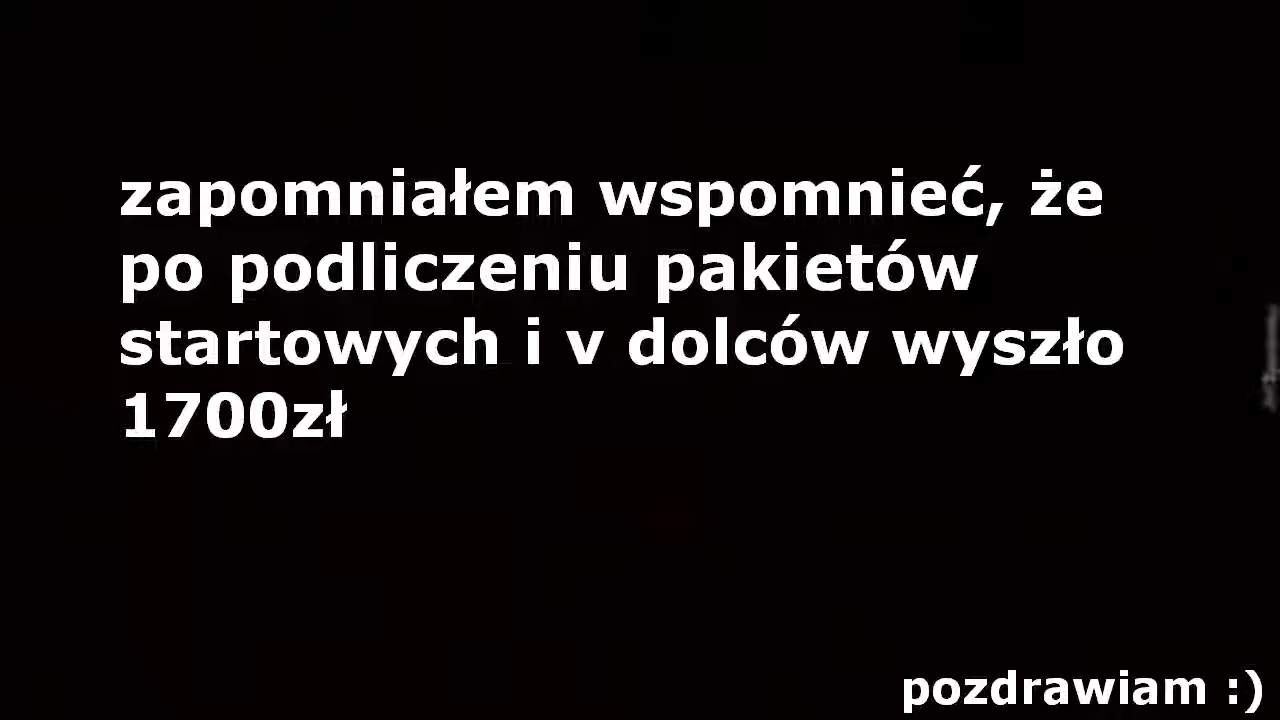 zapomniałem wspomnieć, że
po podliczeniu pakietów
startowych i v dolców wyszło
1700zł
pozdrawiam :)